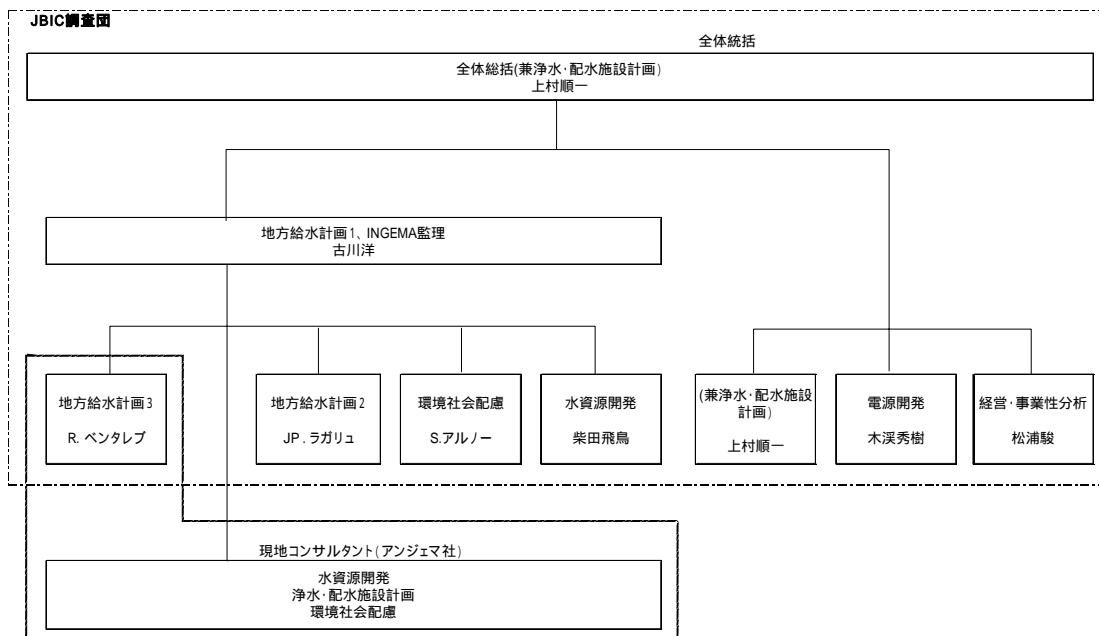 JBIC調査団
全体統括
全体総括(兼浄水・配水施設計画)
上村順一
地方給水計画1、INGEMA監理
古川洋
地方給水計画3
R. ベンタレブ
地方給水計画2
JP.ラガリュ
環境社会配慮
S.アルノー
水資源開発
柴田飛鳥
(兼浄水・配水施設
計画)
上村順一
電源開発
木渓秀樹
経営・事業性分析
松浦駿
現地コンサルタント(アンジェマ社)
水資源開発
浄水・配水施設計画
環境社会配慮